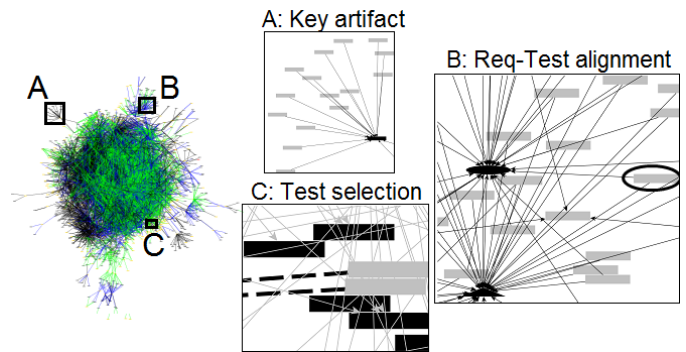 A: Key artifact
B: Req-Test alignment
A
B
C: Test selection
C